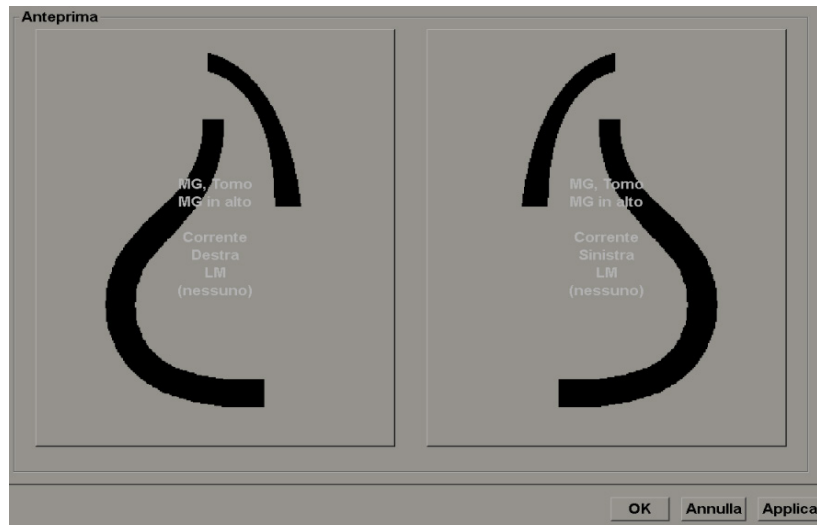 Anteprima
MG, Tomo
MG in alto
Corrente
Destra
LM
(nessuno)
MG, Tomo
MG in alto
Corrente
Sinistra
LM
(nessuno)
OK
Annulla
Applica